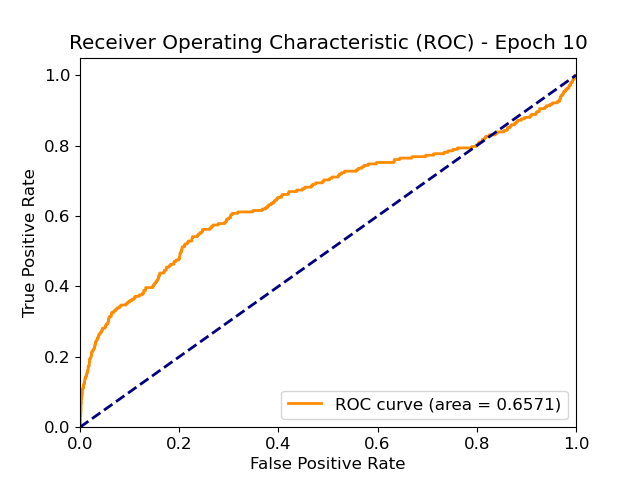 Receiver Operating Characteristic (ROC) - Epoch 10
1.0
0.8
0.6
0.4
0.2
0.0
True Positive Rate
ROC curve (area = 0.6571)
0.0 0.2 0.4 0.6 0.8 1.0
False Positive Rate